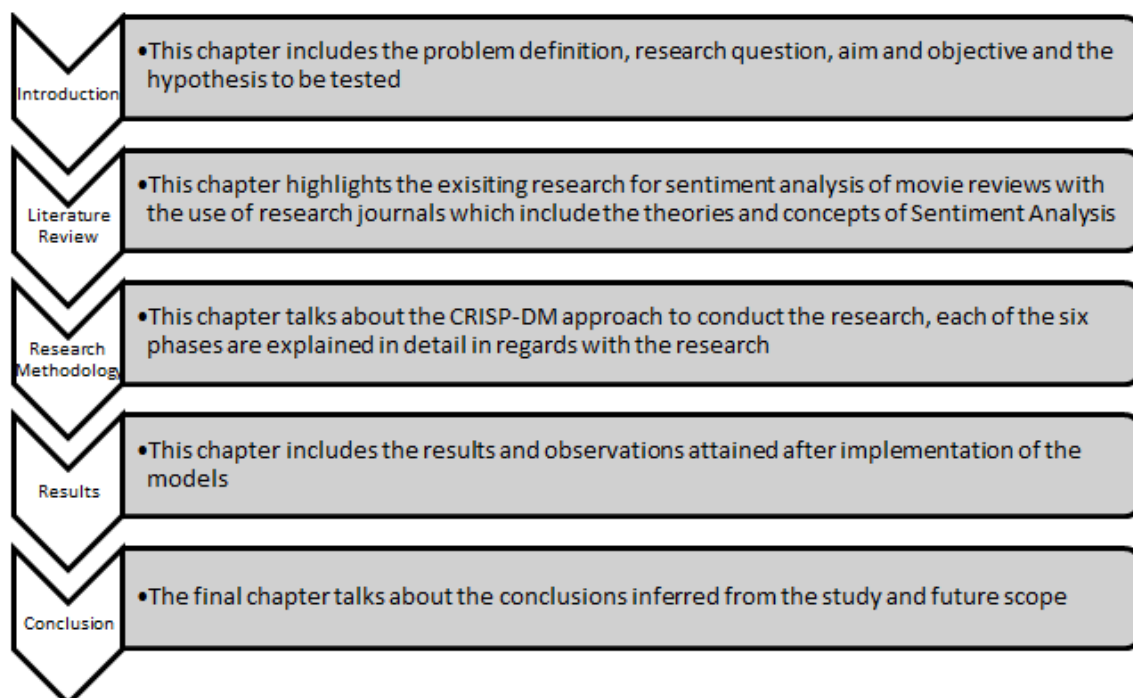 Introduction
•This chapter includes the problem definition, research question, aim and objective and the
hypothesis to be tested
Literature
Review
•This chapter highlights the exisiting research for sentiment analysis of movie reviews with
the use of research journals which include the theories and concepts of Sentiment Analysis
Research
Methodology
•This chapter talks about the CRISP-DM approach to conduct the research, each of the six
phases are explained in detail in regards with the research
Results
•This chapter includes the results and observations attained after implementation of the
models
Conclusion
•The final chapter talks about the conclusions inferred from the study and future scope